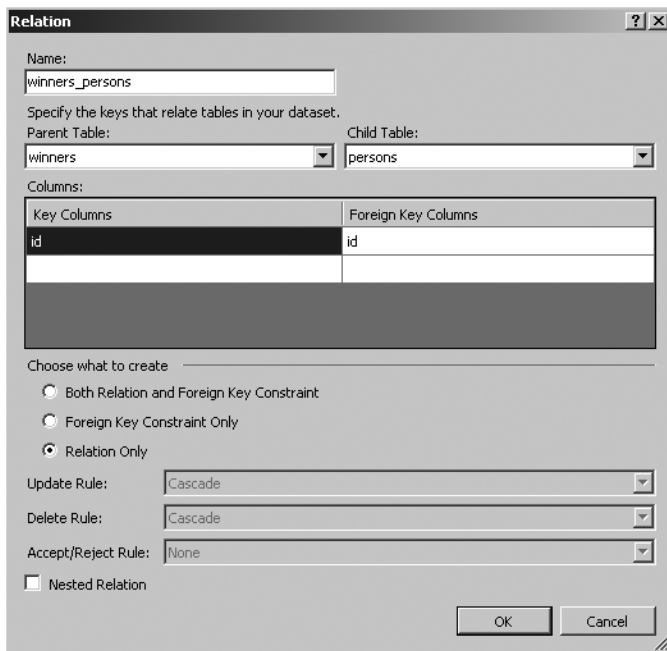 Relation
Name:
winners_persons
Specify the keys that relate tables in your dataset.
Parent Table: Child Table:
winners persons
Columns:
Key Columns Foreign Key Columns
id id
Choose what to create
Both Relation and Foreign Key Constraint
Foreign Key Constraint Only
Relation Only
Update Rule: Cascade
Delete Rule: Cascade
Accept/Reject Rule: None
Nested Relation
OK Cancel